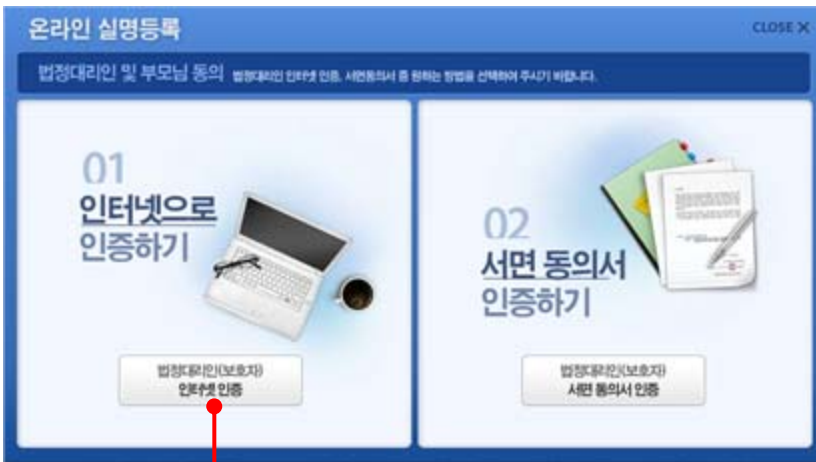 온라인 실명등록
CLOSE X
법정대리인 및 부모님 동의 법정대리인 인터넷 인증, 서면동의서 중 원하는 방법을 선택하여 주시기 바랍니다.
01
인터넷으로
인증하기
법정대리인(보호자)
인터넷 인증
02
서면 동의서
인증하기
법정대리인(보호자)
서면 동의서 인증